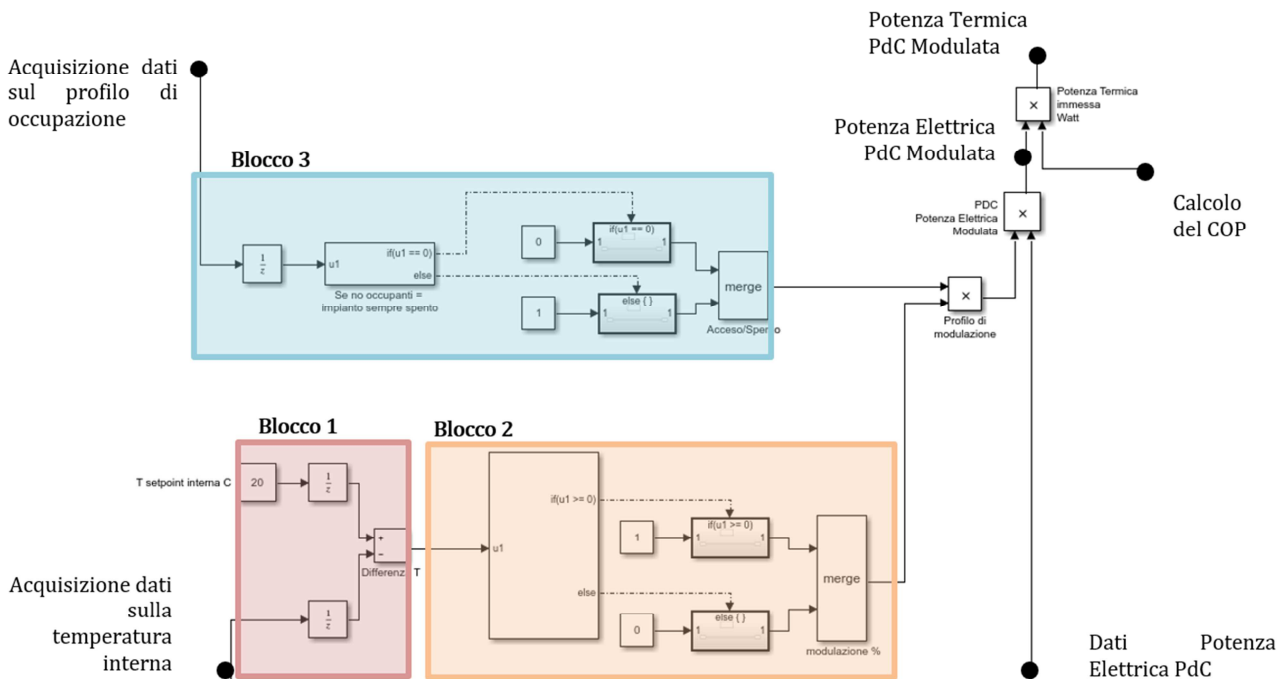 Potenza Termica
PdC Modulata
Acquisizione dati
sul profilo di
occupazione
×
Potenza Termica
immessa
Watt
Potenza Elettrica
PdC Modulata
Blocco 3
Calcolo
del COP
PDC
Potenza Elettrica
Modulata
×
1
z
u1
if(u1 == 0)
else
Se no occupanti =
impianto sempre spento
0
if(u1 == 0)
1
1
1
else { }
1
1
merge
Acceso/Spento
×
Profilo di
modulazione
Blocco 1
Blocco 2
T setpoint interna C
20
1
z
+
−
Differenza T
1
z
u1
if(u1 >= 0)
else
1
if(u1 >= 0)
1
1
0
else { }
1
1
merge
modulazione %
Acquisizione dati
sulla
temperatura
interna
Dati Potenza
Elettrica PdC